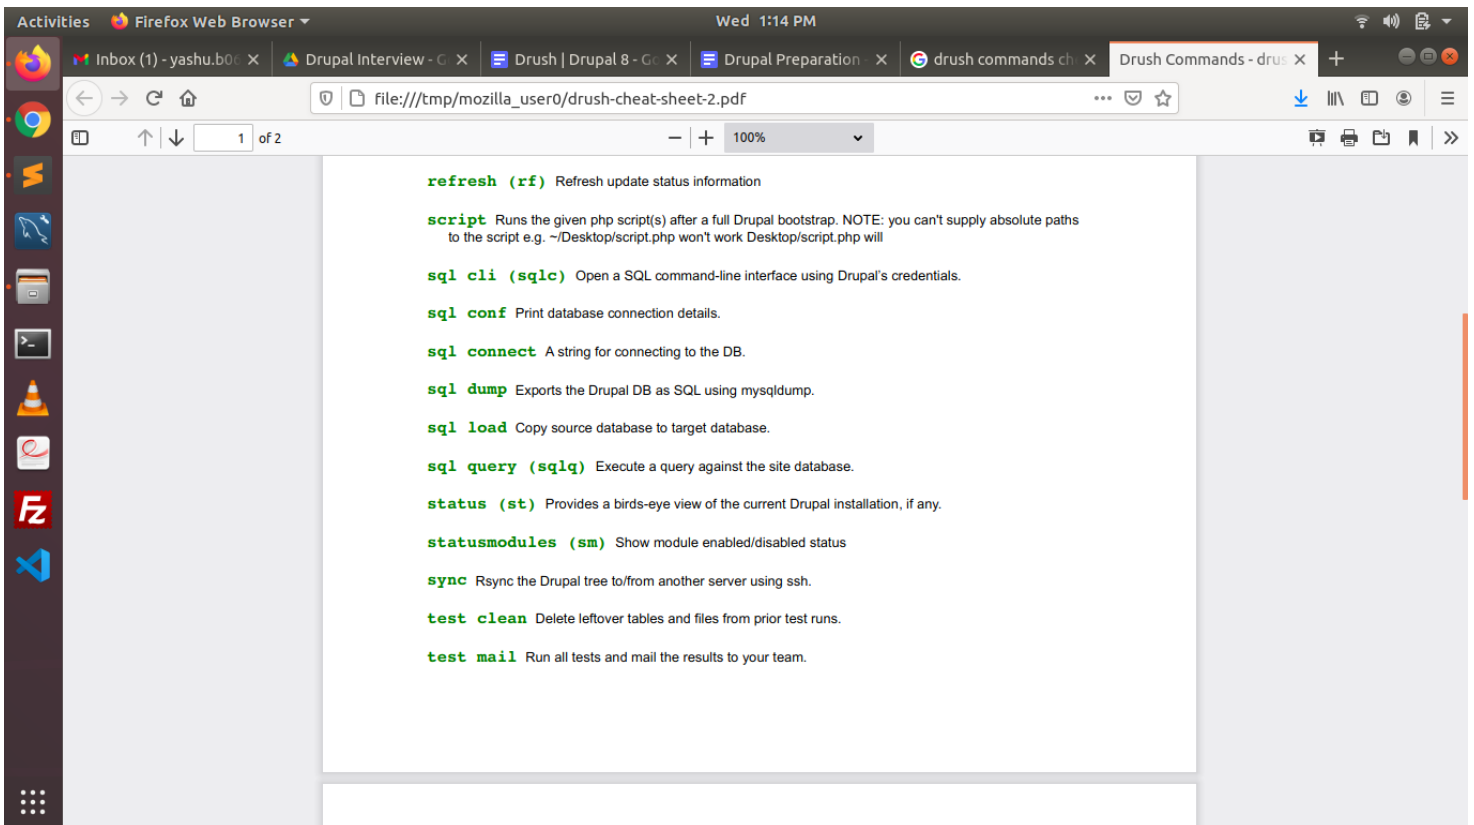 Activities Firefox Web Browser Wed 1:14 PM
Inbox (1) - yashu.b06 Drupal Interview - G Drush | Drupal 8 - Go Drupal Preparation - drush commands ch Drush Commands - drus
file:///tmp/mozilla_user0/drush-cheat-sheet-2.pdf
1 of 2 100%
refresh (rf) Refresh update status information
script Runs the given php script(s) after a full Drupal bootstrap. NOTE: you can't supply absolute paths
to the script e.g. ~/Desktop/script.php won't work Desktop/script.php will
sql cli (sqlc) Open a SQL command-line interface using Drupal's credentials.
sql conf Print database connection details.
sql connect A string for connecting to the DB.
sql dump Exports the Drupal DB as SQL using mysqldump.
sql load Copy source database to target database.
sql query (sqlq) Execute a query against the site database.
status (st) Provides a birds-eye view of the current Drupal installation, if any.
statusmodules (sm) Show module enabled/disabled status
sync Rsync the Drupal tree to/from another server using ssh.
test clean Delete leftover tables and files from prior test runs.
test mail Run all tests and mail the results to your team.